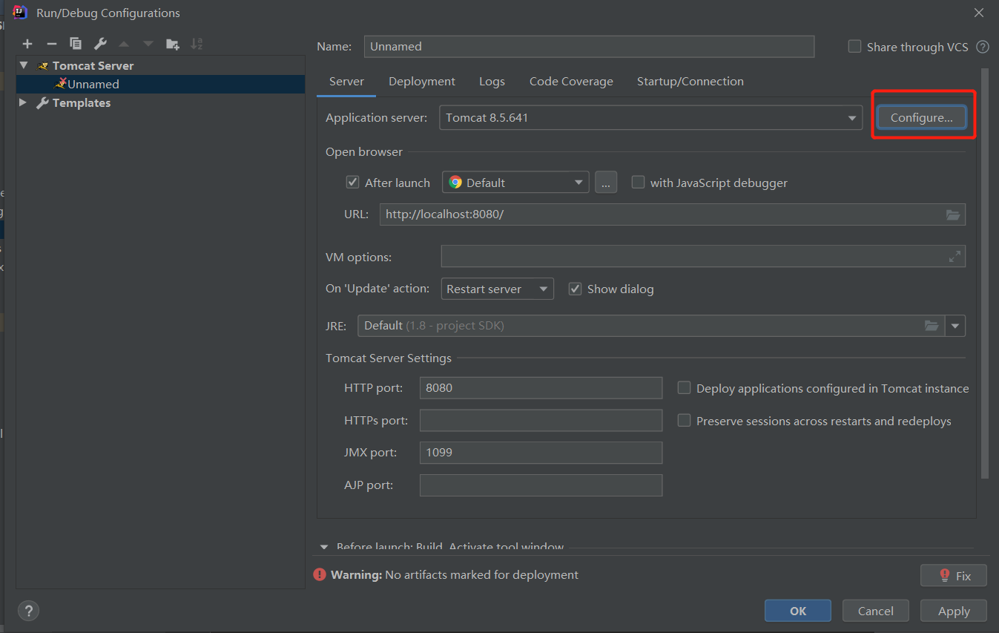 Run/Debug Configurations
Name: Unnamed
Share through VCS ?
Tomcat Server
Unnamed
Templates
Server Deployment Logs Code Coverage Startup/Connection
Application server: Tomcat 8.5.641 Configure...
Open browser
After launch Default ... with JavaScript debugger
URL: http://localhost:8080/
VM options:
On 'Update' action: Restart server Show dialog
JRE: Default (1.8 - project SDK)
Tomcat Server Settings
HTTP port: 8080 Deploy applications configured in Tomcat instance
HTTPs port: Preserve sessions across restarts and redeploys
JMX port: 1099
AJP port:
Before launch: Build, Activate tool window
Warning: No artifacts marked for deployment Fix
? OK Cancel Apply